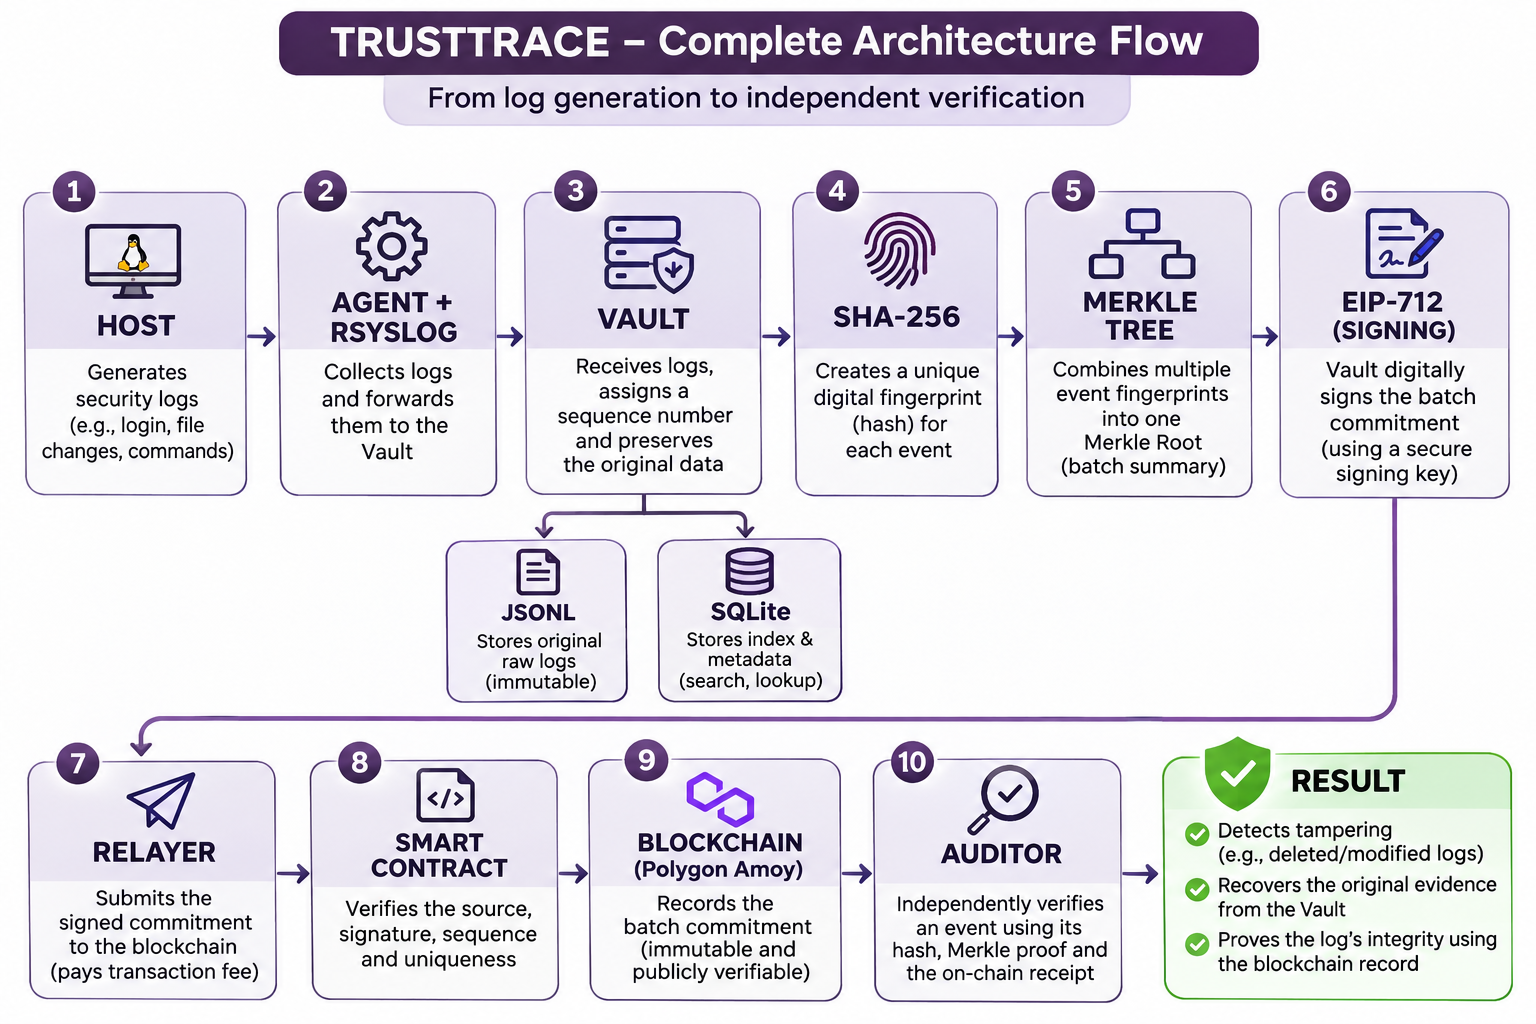 TRUSTTRACE – Complete Architecture Flow
From log generation to independent verification
1
HOST
Generates
security logs
(e.g., login, file
changes, commands)
2
AGENT +
RSYSLOG
Collects logs
and forwards
them to the
Vault
3
VAULT
Receives logs,
assigns a
sequence number
and preserves
the original data
4
SHA-256
Creates a unique
digital fingerprint
(hash) for
each event
5
MERKLE
TREE
Combines multiple
event fingerprints
into one
Merkle Root
(batch summary)
6
EIP-712
(SIGNING)
Vault digitally
signs the batch
commitment
(using a secure
signing key)
JSONL
Stores original
raw logs
(immutable)
SQLite
Stores index &
metadata
(search, lookup)
7
RELAYER
Submits the
signed commitment
to the blockchain
(pays transaction fee)
8
</>
SMART
CONTRACT
Verifies the source,
signature, sequence
and uniqueness
9
BLOCKCHAIN
(Polygon Amoy)
Records the
batch commitment
(immutable and
publicly verifiable)
10
AUDITOR
Independently verifies
an event using its
hash, Merkle proof and
the on-chain receipt
RESULT
Detects tampering
(e.g., deleted/modified logs)
Recovers the original evidence
from the Vault
Proves the log's integrity using
the blockchain record